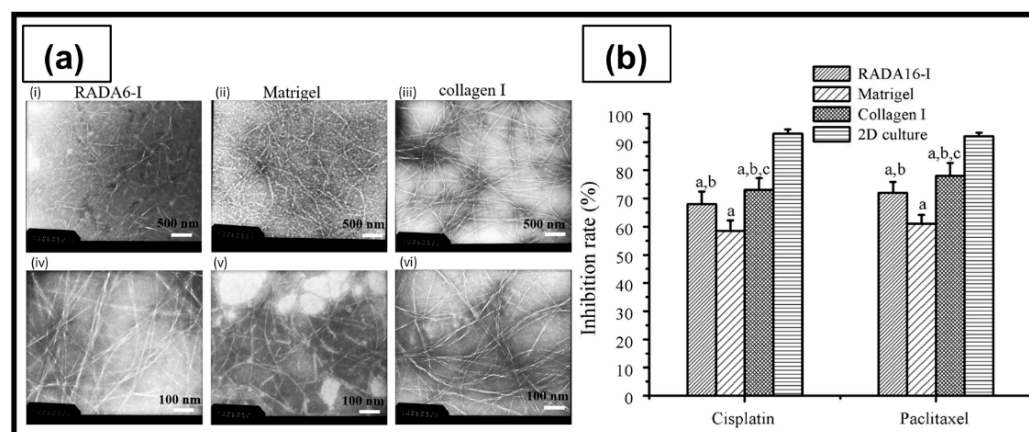 (a)
(i) RADA6-I
(ii) Matrigel
(iii) collagen I
500 nm
500 nm
500 nm
(iv)
(v)
(vi)
100 nm
100 nm
100 nm
(b)
RADA16-I
Matrigel
Collagen I
2D culture
Inhibition rate (%)
90
80
70
60
50
40
30
20
10
0
a,b
a
a,b,c
a,b
a
a,b,c
Cisplatin
Paclitaxel